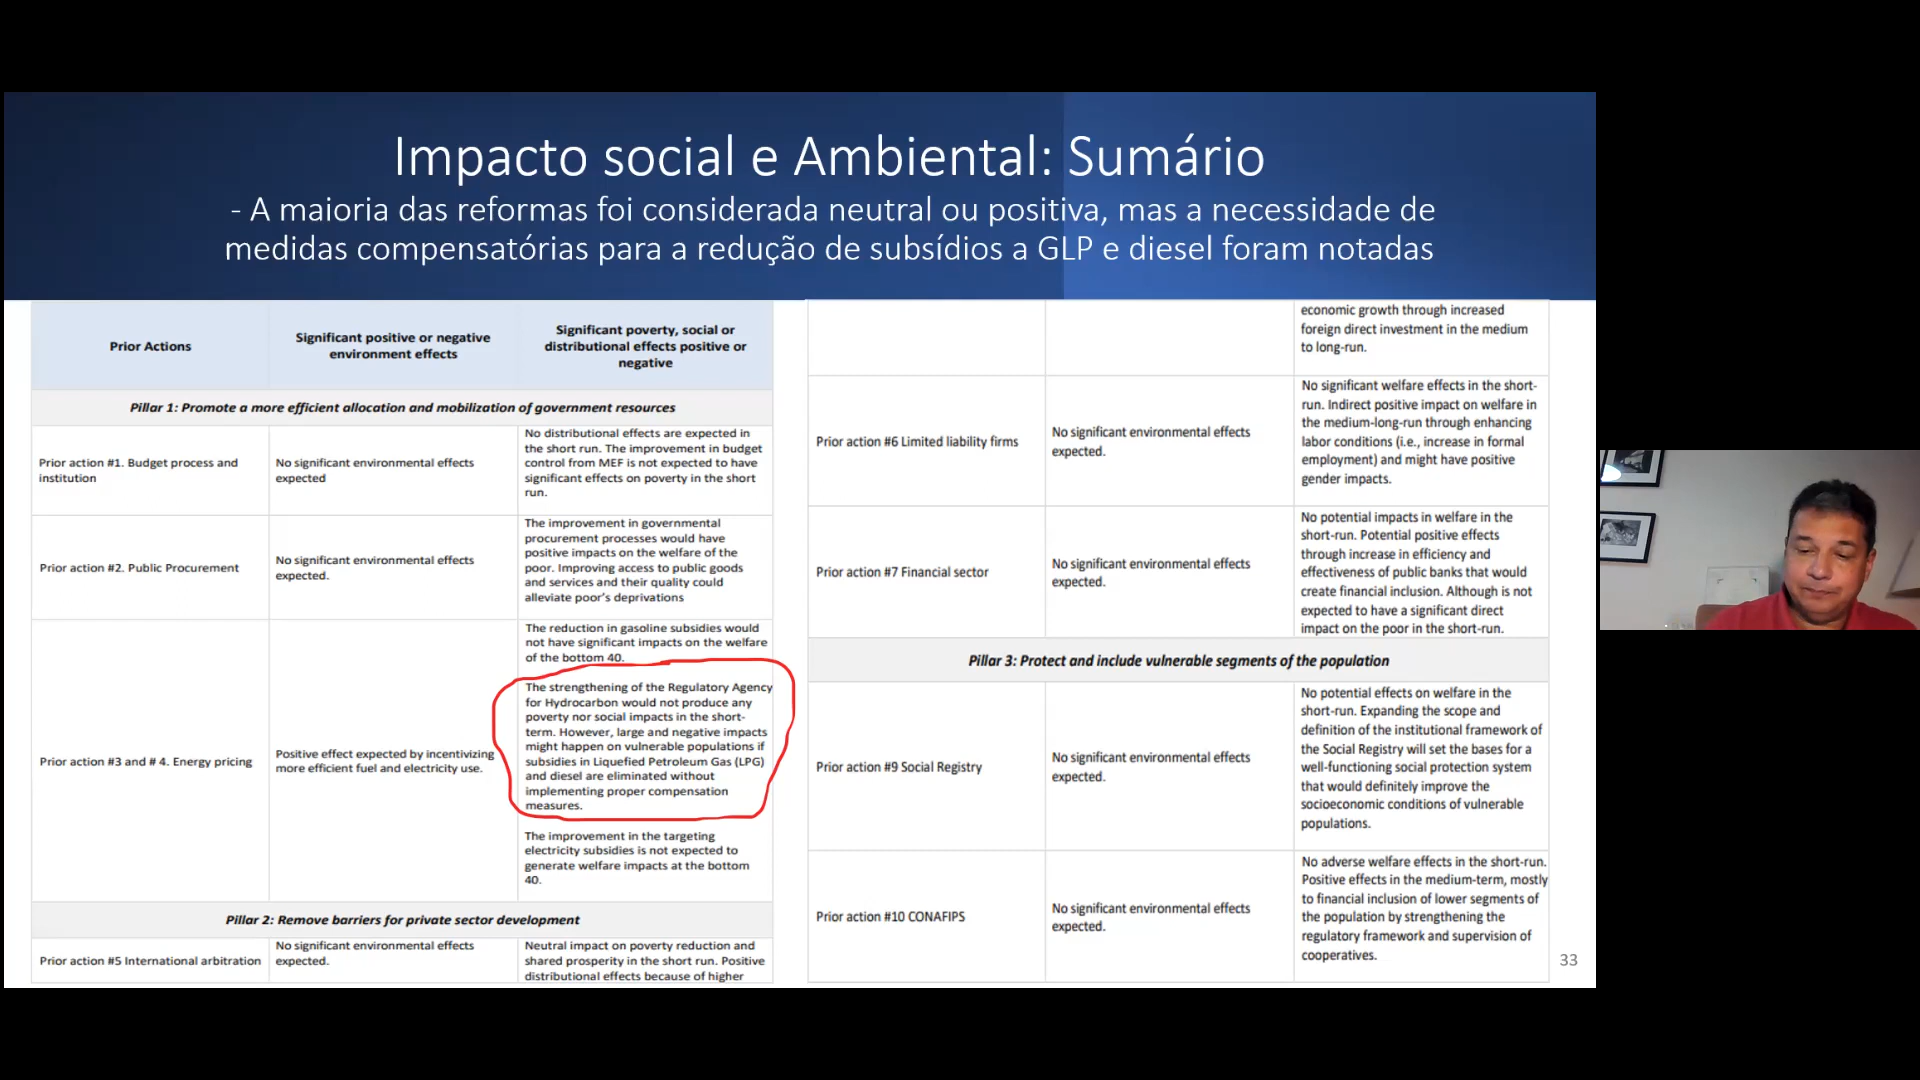 Impacto social e Ambiental: Sumário
- A maioria das reformas foi considerada neutral ou positiva, mas a necessidade de
medidas compensatórias para a redução de subsídios a GLP e diesel foram notadas
Prior Actions
Significant positive or negative
environment effects
Significant poverty, social or
distributional effects positive or
negative
Pillar 1: Promote a more efficient allocation and mobilization of government resources
Prior action #1. Budget process and
institution
No significant environmental effects
expected
No distributional effects are expected in
the short run. The improvement in budget
control from MEF is not expected to have
significant effects on poverty in the short
run.
Prior action #2. Public Procurement
No significant environmental effects
expected.
The improvement in governmental
procurement processes would have
positive impacts on the welfare of the
poor. Improving access to public goods
and services and their quality could
alleviate poor's deprivations
Prior action #3 and # 4. Energy pricing
Positive effect expected by incentivizing
more efficient fuel and electricity use.
The reduction in gasoline subsidies would
not have significant impacts on the welfare
of the bottom 40.
The strengthening of the Regulatory Agency
for Hydrocarbon would not produce any
poverty nor social impacts in the short-
term. However, large and negative impacts
might happen on vulnerable populations if
subsidies in Liquefied Petroleum Gas (LPG)
and diesel are eliminated without
implementing proper compensation
measures.
The improvement in the targeting
electricity subsidies is not expected to
generate welfare impacts at the bottom
40.
Pillar 2: Remove barriers for private sector development
Prior action #5 International arbitration
No significant environmental effects
expected.
Neutral impact on poverty reduction and
shared prosperity in the short run. Positive
distributional effects because of higher
economic growth through increased
foreign direct investment in the medium
to long-run.
Prior action #6 Limited liability firms
No significant environmental effects
expected.
No significant welfare effects in the short-
run. Indirect positive impact on welfare in
the medium-long-run through enhancing
labor conditions (i.e., increase in formal
employment) and might have positive
gender impacts.
Prior action #7 Financial sector
No significant environmental effects
expected.
No potential impacts in welfare in the
short-run. Potential positive effects
through increase in efficiency and
effectiveness of public banks that would
create financial inclusion. Although is not
expected to have a significant direct
impact on the poor in the short-run.
Pillar 3: Protect and include vulnerable segments of the population
Prior action #9 Social Registry
No significant environmental effects
expected.
No potential effects on welfare in the
short-run. Expanding the scope and
definition of the institutional framework of
the Social Registry will set the bases for a
well-functioning social protection system
that would definitely improve the
socioeconomic conditions of vulnerable
populations.
Prior action #10 CONAFIPS
No significant environmental effects
expected.
No adverse welfare effects in the short-run.
Positive effects in the medium-term, mostly
to financial inclusion of lower segments of
the population by strengthening the
regulatory framework and supervision of
cooperatives.
33